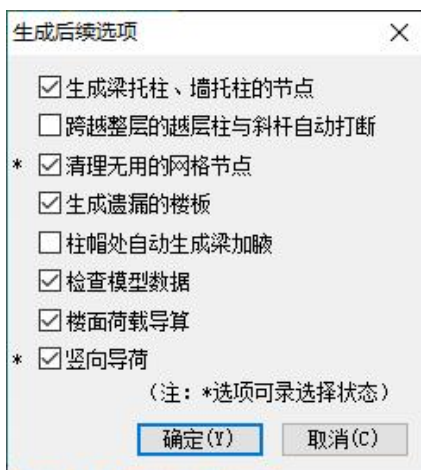 生成后续选项
生成梁托柱、墙托柱的节点
跨越整层的越层柱与斜杆自动打断
* 清理无用的网格节点
生成遗漏的楼板
柱帽处自动生成梁加腋
检查模型数据
楼面荷载导算
* 竖向导荷
(注: *选项可录选择状态)
确定(Y) 取消(C)